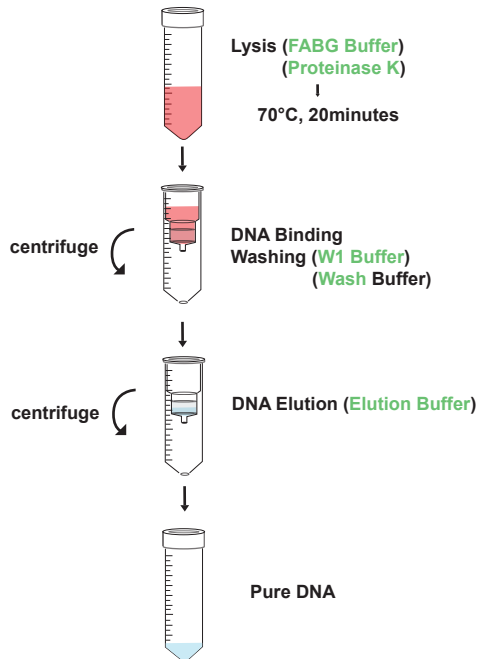 Lysis (FABG Buffer)
(Proteinase K)
70°C, 20minutes
centrifuge
DNA Binding
Washing (W1 Buffer)
(Wash Buffer)
centrifuge
DNA Elution (Elution Buffer)
Pure DNA